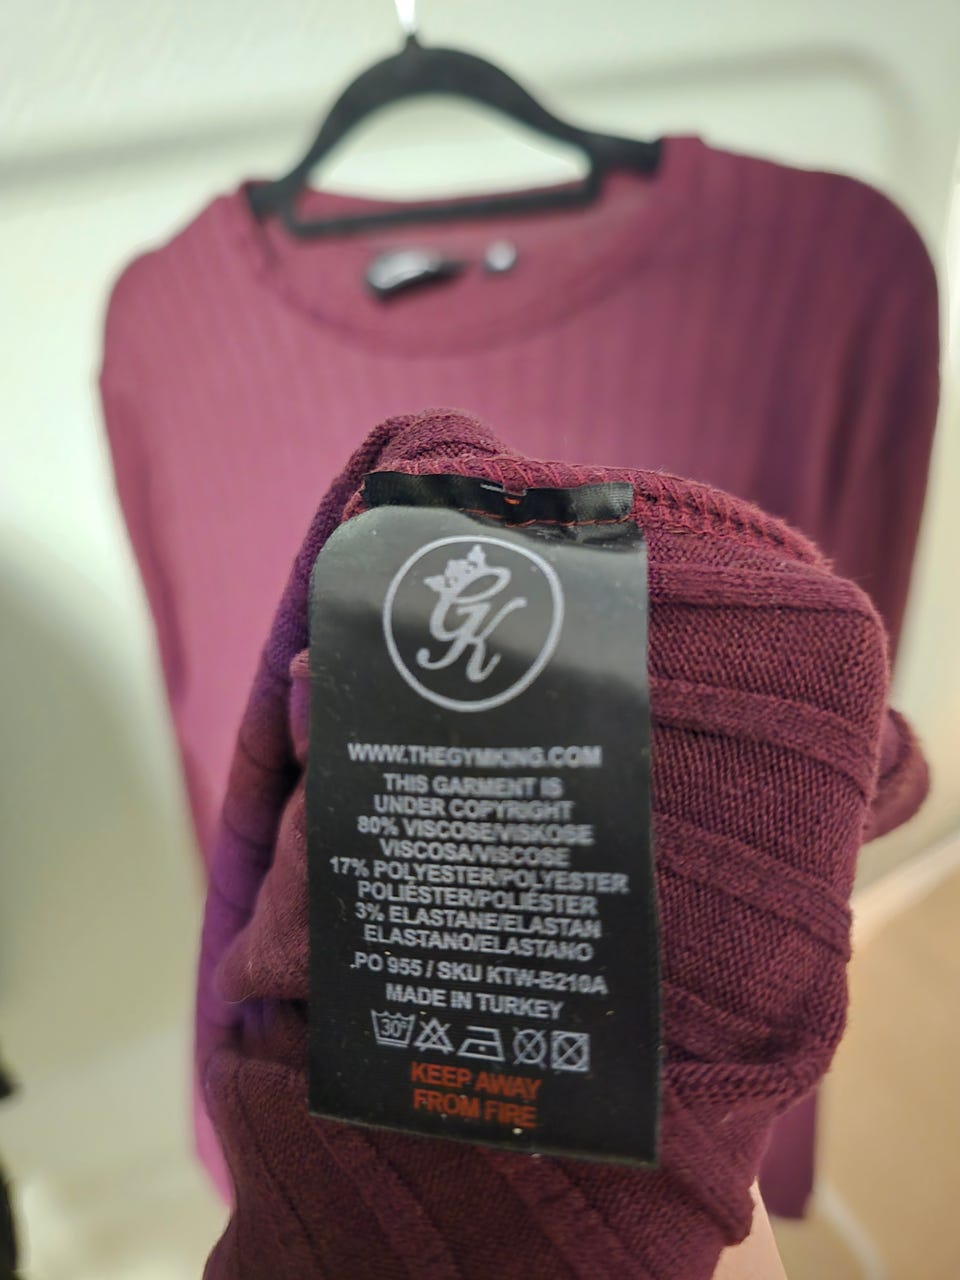 GK
WWW.THEGYMKING.COM
THIS GARMENT IS
UNDER COPYRIGHT
80% VISCOSE/VISKOSE
VISCOSA/VISCOSE
17% POLYESTER/POLYESTER
POLIÉSTER/POLIÉSTER
3% ELASTANE/ELASTAN
ELASTANO/ELASTANO
.PO 955 / SKU KTW-B210A
MADE IN TURKEY
30°
KEEP AWAY
FROM FIRE